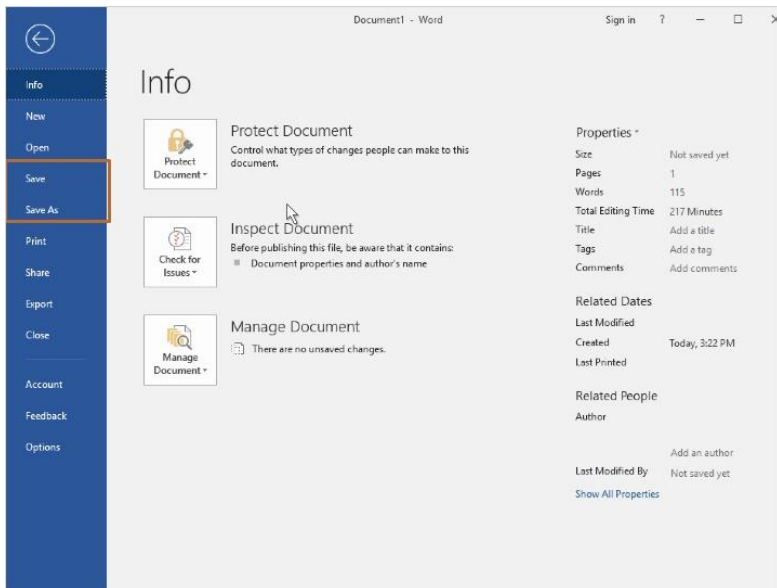 Document1 - Word
Sign in ?
Info
New
Open
Save
Save As
Print
Share
Export
Close
Account
Feedback
Options
Info
Protect
Document
Protect Document
Control what types of changes people can make to this
document.
Check for
Issues
Inspect Document
Before publishing this file, be aware that it contains:
Document properties and author's name
Manage
Document
Manage Document
There are no unsaved changes.
Properties
Size Not saved yet
Pages 1
Words 115
Total Editing Time 217 Minutes
Title Add a title
Tags Add a tag
Comments Add comments
Related Dates
Last Modified
Created Today, 3:22 PM
Last Printed
Related People
Author
Add an author
Last Modified By Not saved yet
Show All Properties